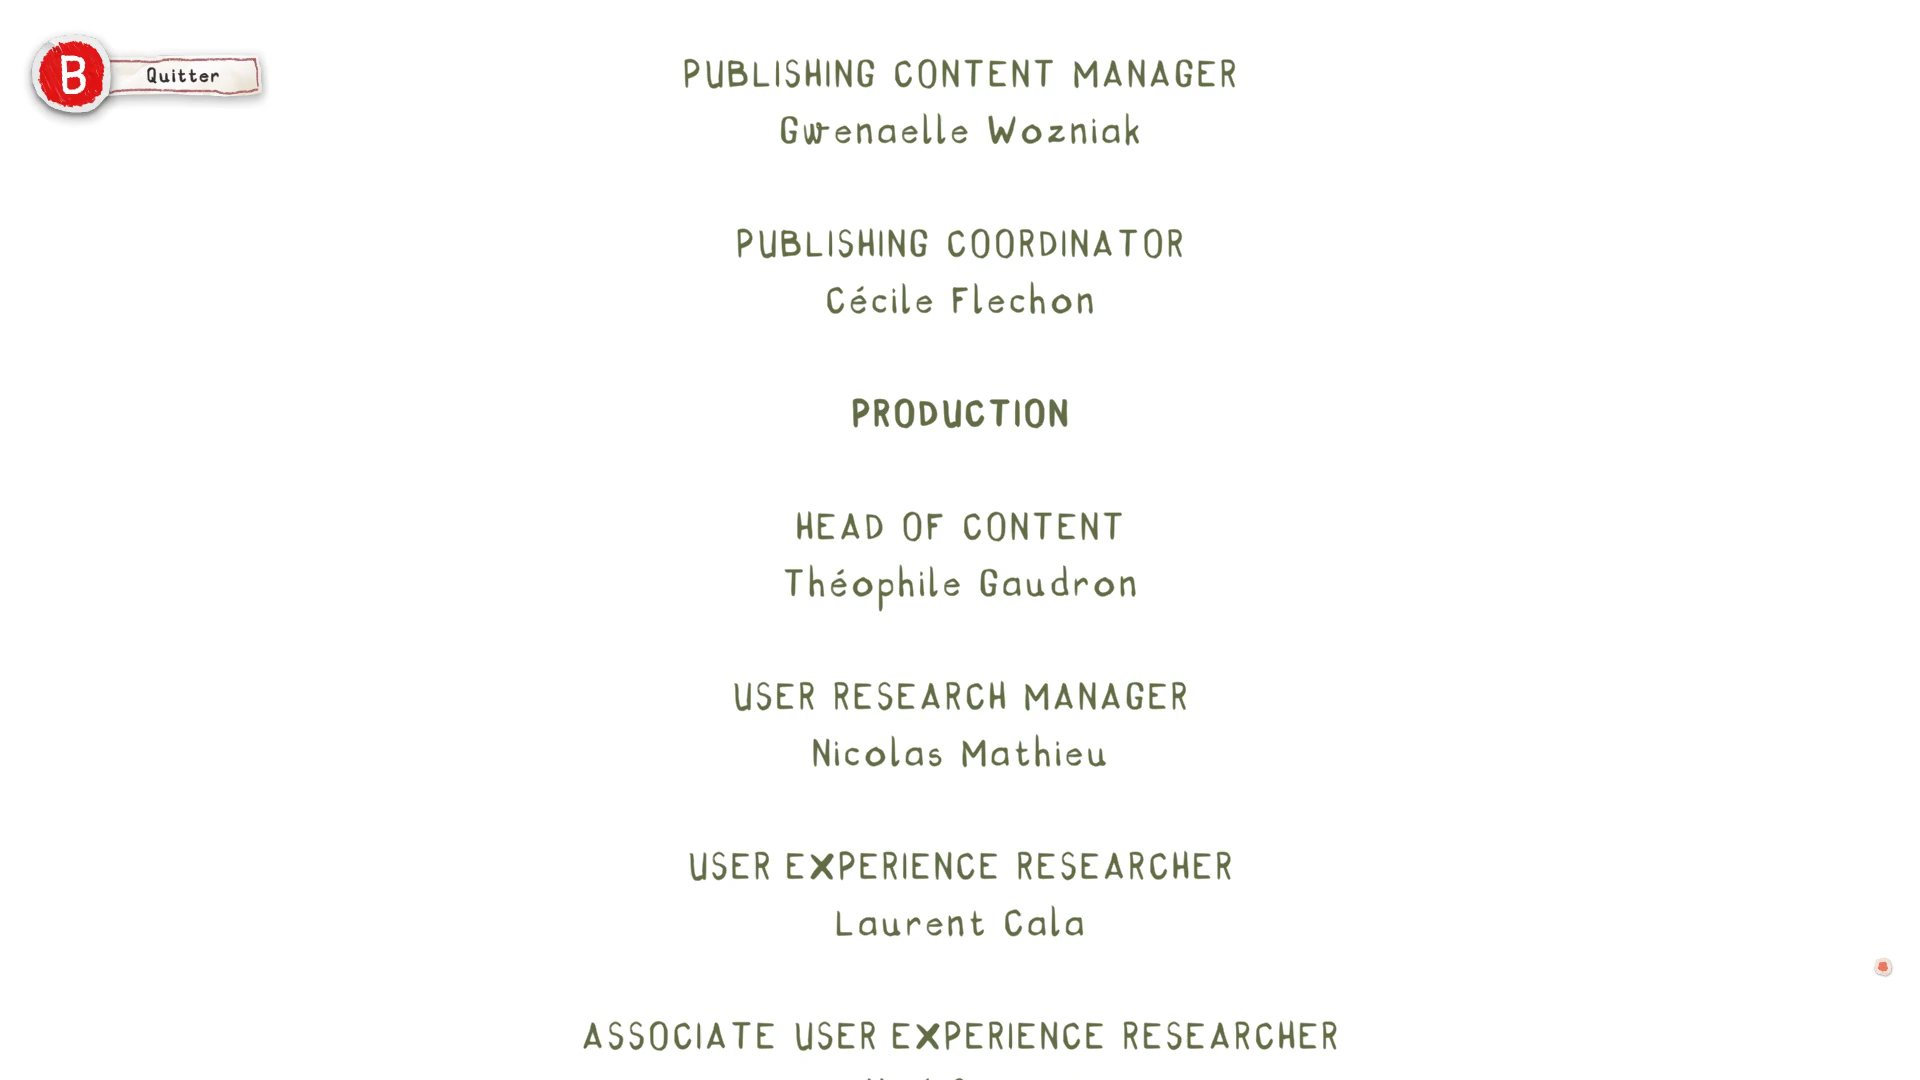 B Quitter
PUBLISHING CONTENT MANAGER
Gwenaelle Wozniak
PUBLISHING COORDINATOR
Cécile Flechon
PRODUCTION
HEAD OF CONTENT
Théophile Gaudron
USER RESEARCH MANAGER
Nicolas Mathieu
USER EXPERIENCE RESEARCHER
Laurent Cala
ASSOCIATE USER EXPERIENCE RESEARCHER